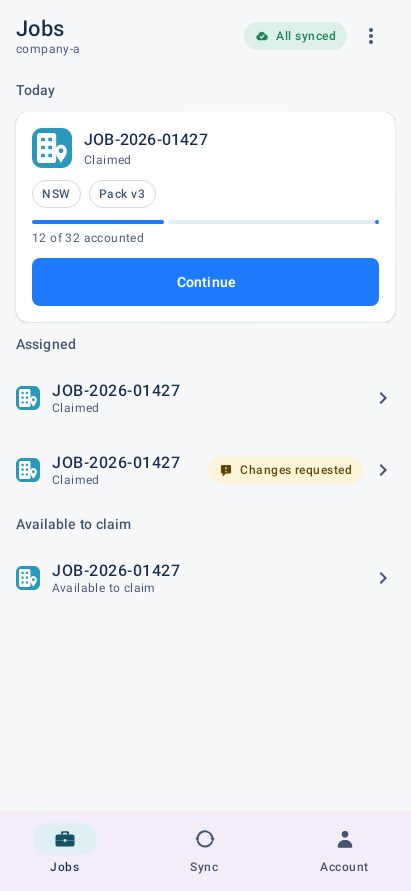 Jobs
company-a
All synced
Today
JOB-2026-01427
Claimed
NSW
Pack v3
12 of 32 accounted
Continue
Assigned
JOB-2026-01427
Claimed
JOB-2026-01427
Claimed
Changes requested
Available to claim
JOB-2026-01427
Available to claim
Jobs
Sync
Account